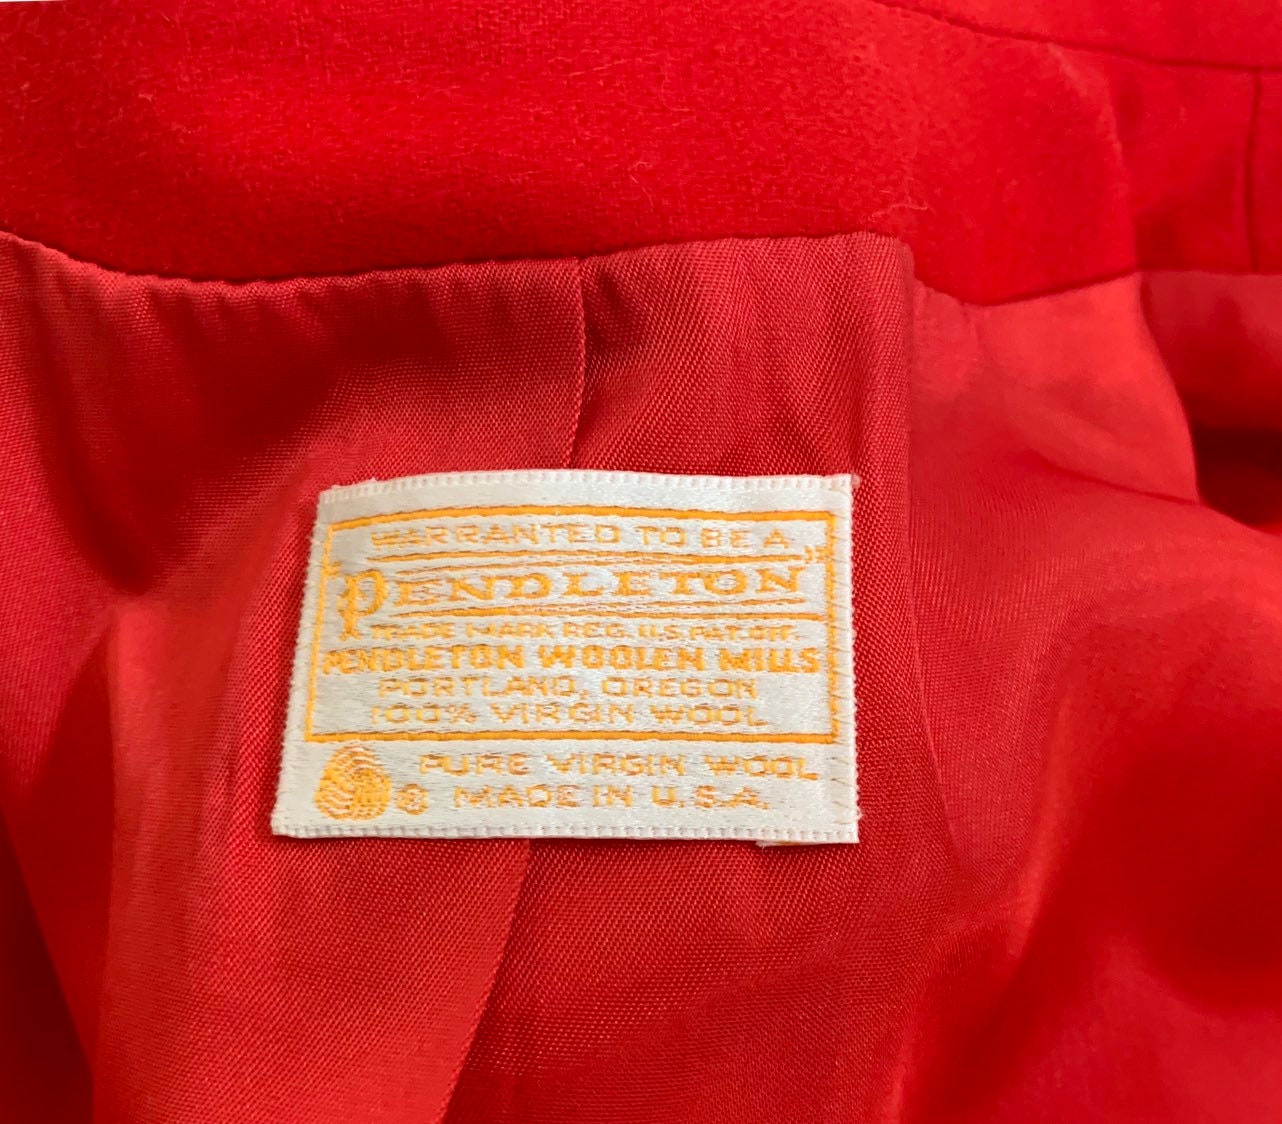 WARRANTED TO BE A
"PENDLETON"
TRADE MARK REG. U.S. PAT. OFF.
PENDLETON WOOLEN MILLS
PORTLAND, OREGON
100% VIRGIN WOOL
PURE VIRGIN WOOL
® MADE IN U.S.A.